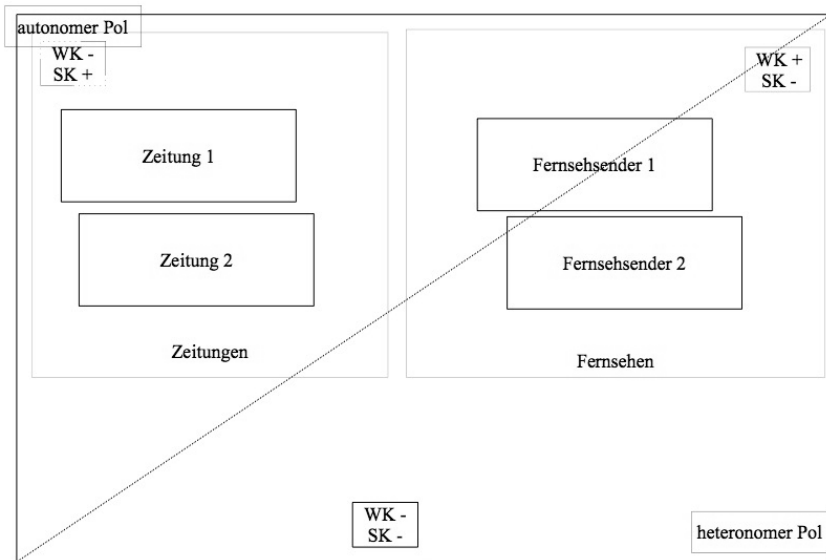 autonomer Pol
WK -
SK +
WK +
SK -
Zeitung 1
Fernsehsender 1
Zeitung 2
Fernsehsender 2
Zeitungen
Fernsehen
WK -
SK -
heteronomer Pol